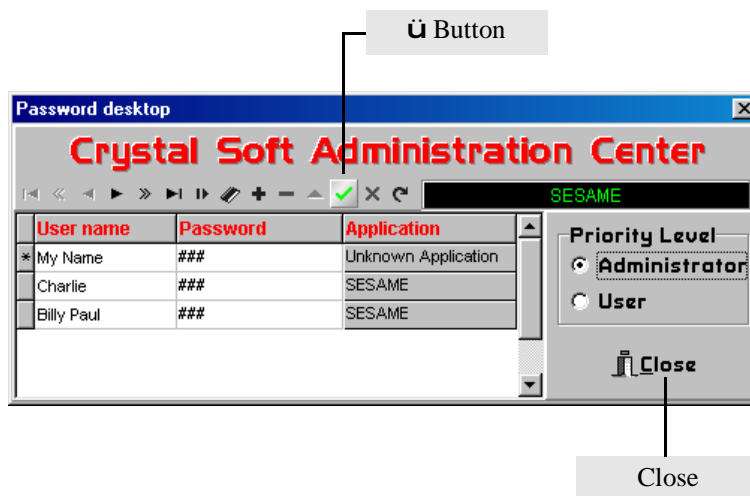 ü Button
Password desktop
Crystal Soft Administration Center
SESAME
User name Password Application
* My Name ### Unknown Application
Charlie ### SESAME
Billy Paul ### SESAME
Priority Level
Administrator
User
Close
Close